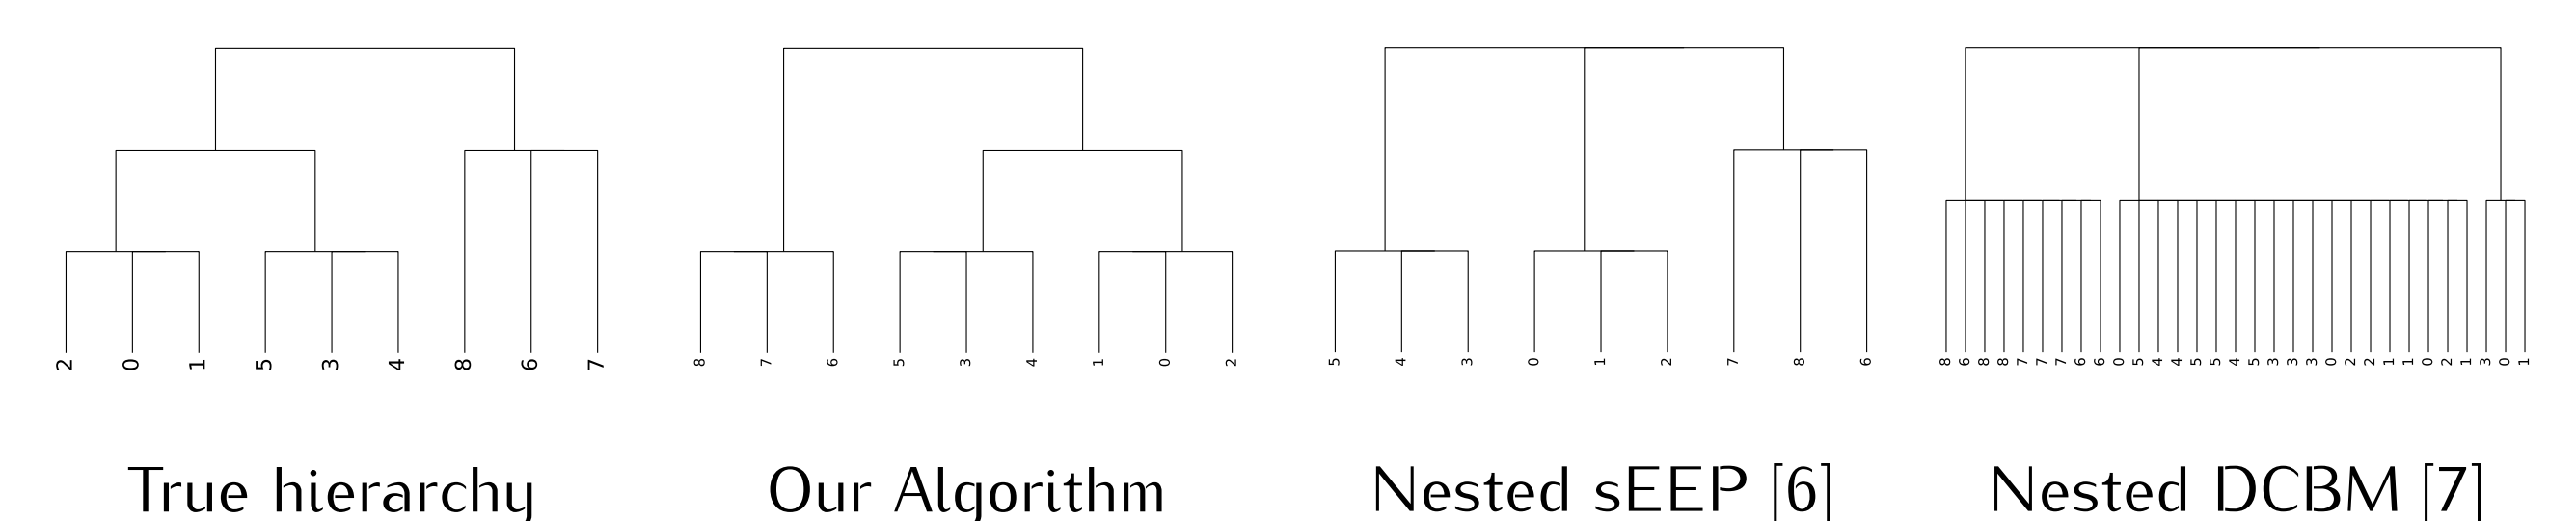 2 0 1 5 3 4 8 6 7
8 7 6 5 3 4 1 0 2
5 4 3 0 1 2 7 8 6
8 6 8 8 7 7 7 6 6 0 5 4 4 5 5 4 5 3 3 3 0 2 2 1 1 0 2 1 3 0 1
True hierarchy
Our Algorithm
Nested sEEP [6]
Nested DCBM [7]